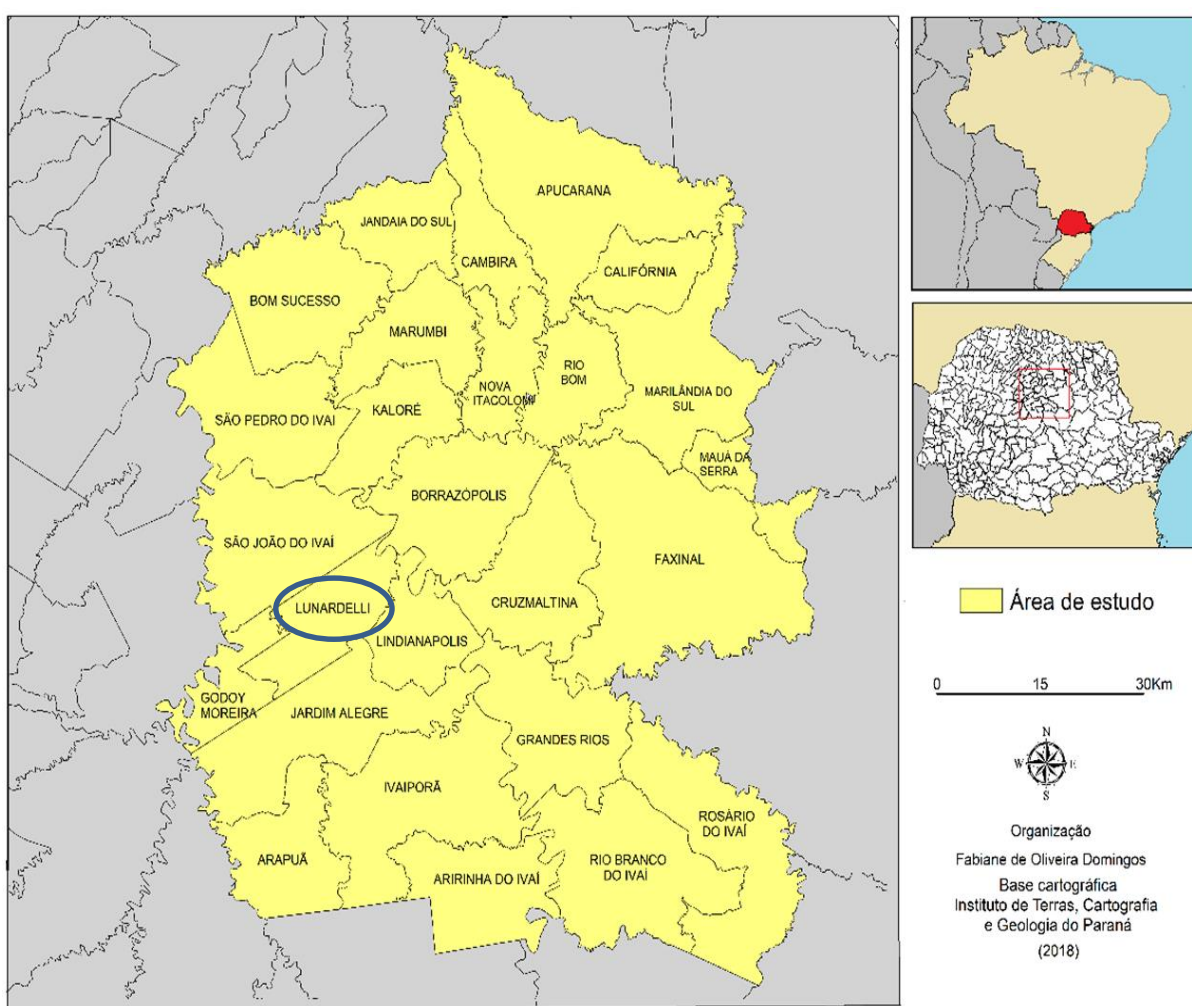 APUCARANA
JANDAIA DO SUL
CAMBIRA
CALIFÓRNIA
BOM SUCESSO
MARUMBI
RIO
BOM
NOVA
ITACOLOMI
MARILÂNDIA DO
SUL
KALORÉ
SÃO PEDRO DO IVAI
MAUÁ DA
SERRA
BORRAZÓPOLIS
SÃO JOÃO DO IVAÍ
FAXINAL
LUNARDELLI
CRUZMALTINA
LINDIANAPOLIS
GODOY
MOREIRA
JARDIM ALEGRE
GRANDES RIOS
IVAIPORÃ
ROSÁRIO
DO IVAÍ
ARAPUÃ
RIO BRANCO
DO IVAÍ
ARIRINHA DO IVAÍ
Área de estudo
0 15 30Km
N
W E
S
Organização
Fabiane de Oliveira Domingos
Base cartográfica
Instituto de Terras, Cartografia
e Geologia do Paraná
(2018)